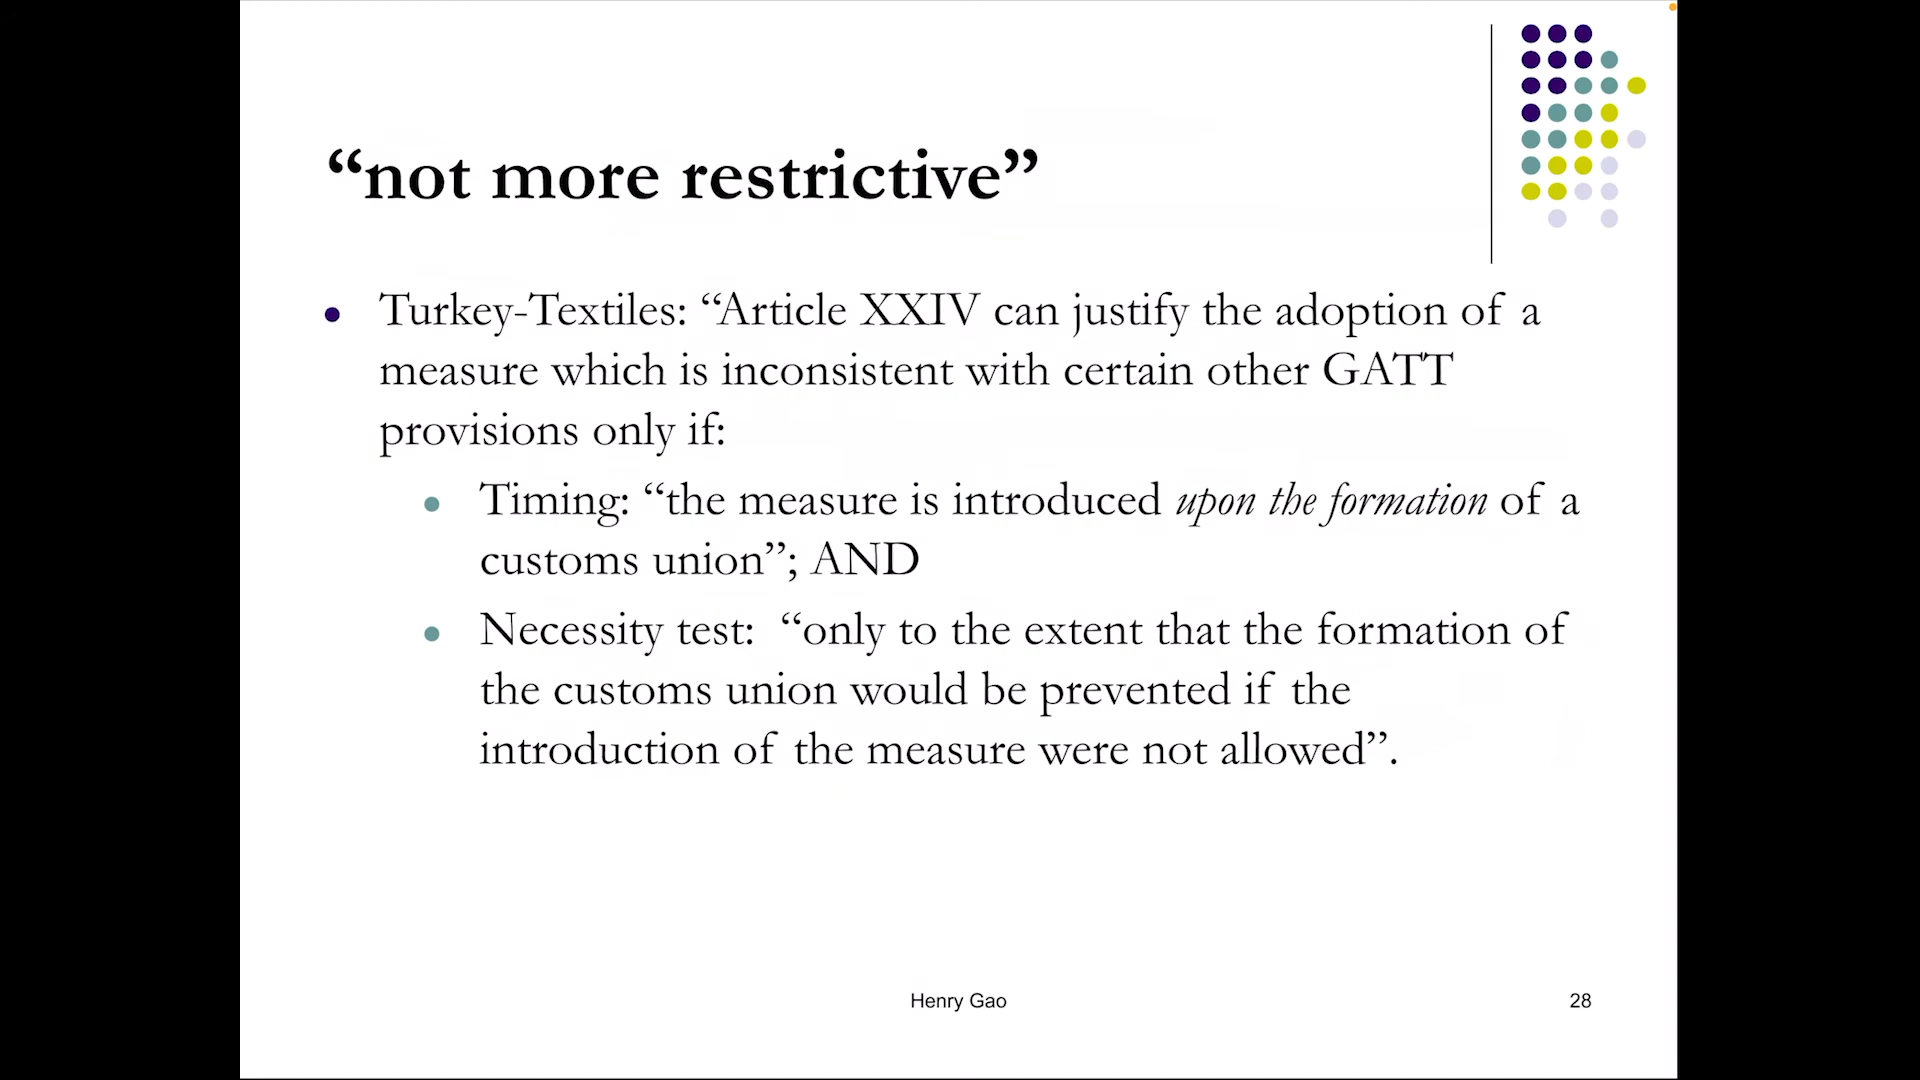 “not more restrictive”
• Turkey-Textiles: “Article XXIV can justify the adoption of a
measure which is inconsistent with certain other GATT
provisions only if:
• Timing: “the measure is introduced upon the formation of a
customs union”; AND
• Necessity test: “only to the extent that the formation of
the customs union would be prevented if the
introduction of the measure were not allowed”.
Henry Gao
28